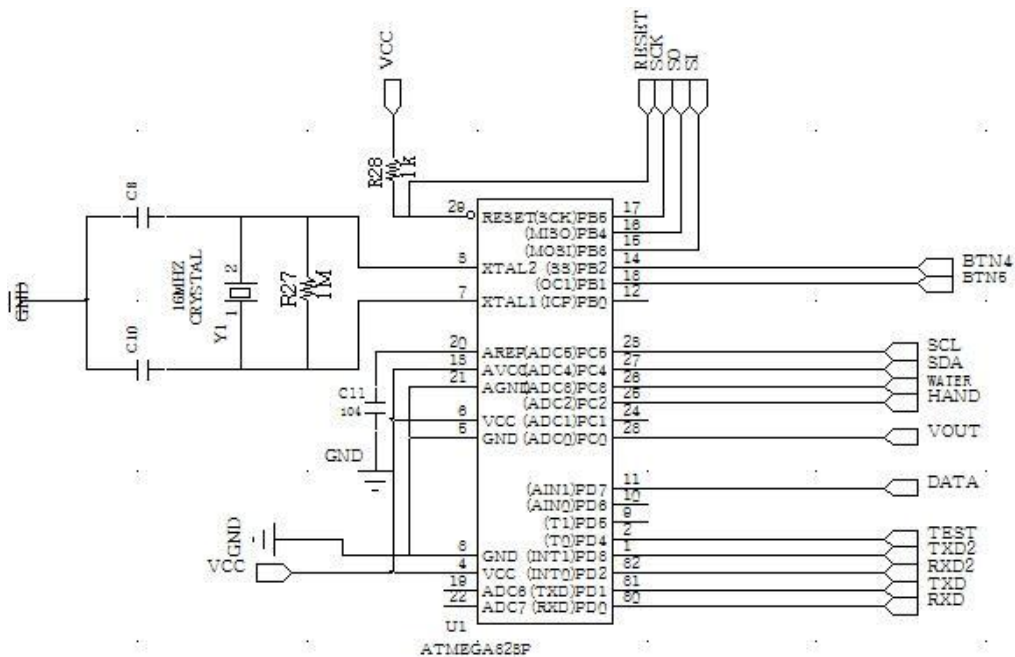 VCC
RESET
SCK
SO
SI
R28
1k
C8
29
RESET(SCK)PB5
17
(MISO)PB4
16
(MOSI)PB3
15
8
XTAL2 (SS)PB2
14
BTN4
(OC1)PB1
13
BTN5
7
XTAL1(ICP)PB0
12
GND
16MHZ
CRYSTAL
Y1
2
1
R27
1M
C10
20
AREF(ADC5)PC5
28
SCL
18
AVCC(ADC4)PC4
27
SDA
21
AGND(ADC3)PC3
26
WATER
(ADC2)PC2
25
HAND
C11
104
6
VCC (ADC1)PC1
24
5
GND (ADC0)PC0
23
VOUT
GND
(AIN1)PD7
11
DATA
(AIN0)PD6
10
(T1)PD5
9
(T0)PD4
2
TEST
GND
3
GND (INT1)PD3
1
TXD2
VCC
4
VCC (INT0)PD2
32
RXD2
19
ADC6 (TXD)PD1
31
TXD
22
ADC7 (RXD)PD0
30
RXD
U1
ATMEGA328P